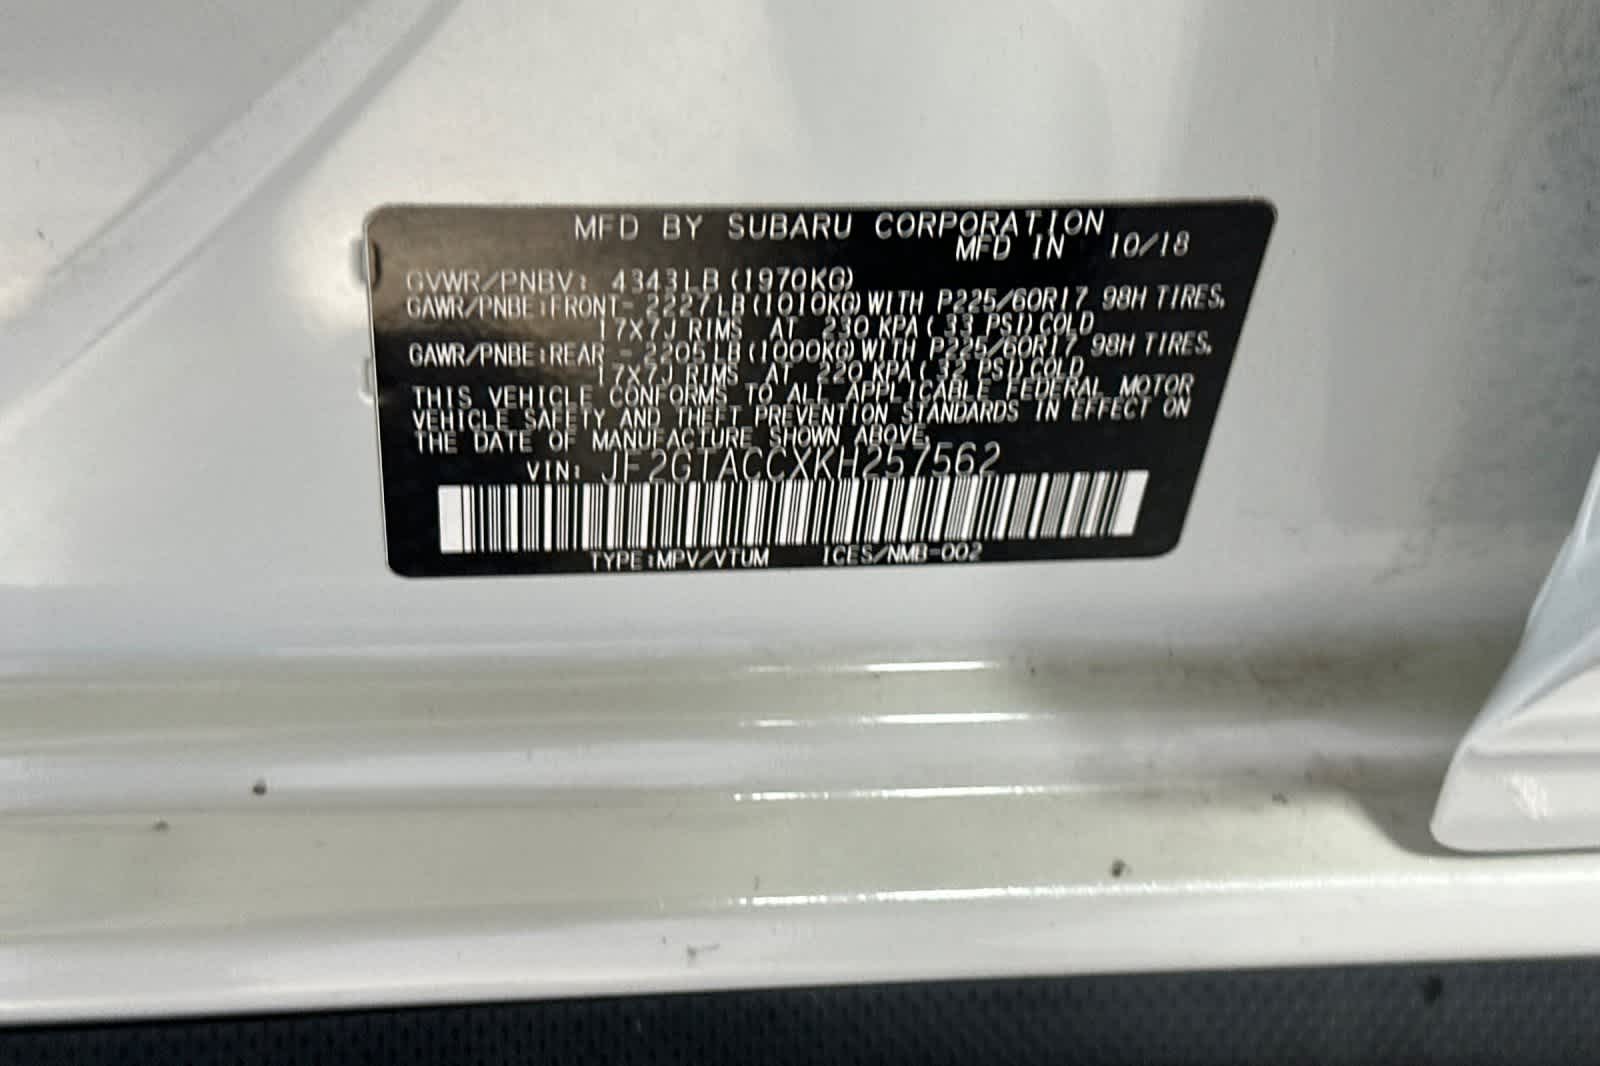 MFD BY SUBARU CORPORATION
MFD IN 10/18
GVWR/PNBV: 4343LB (1970KG)
GAWR/PNBE:FRONT- 2227LB(1010KG)WITH P225/60R17 98H TIRES,
17X7J RIMS AT 230 KPA( 33 PSI)COLD
GAWR/PNBE:REAR - 2205LB(1000KG)WITH P225/60R17 98H TIRES,
17X7J RIMS AT 220 KPA( 32 PSI)COLD
THIS VEHICLE CONFORMS TO ALL APPLICABLE FEDERAL MOTOR
VEHICLE SAFETY AND THEFT PREVENTION STANDARDS IN EFFECT ON
THE DATE OF MANUFACTURE SHOWN ABOVE.
VIN: JF2GTACCXKH257562
TYPE:MPV/VTUM ICES/NMB-002